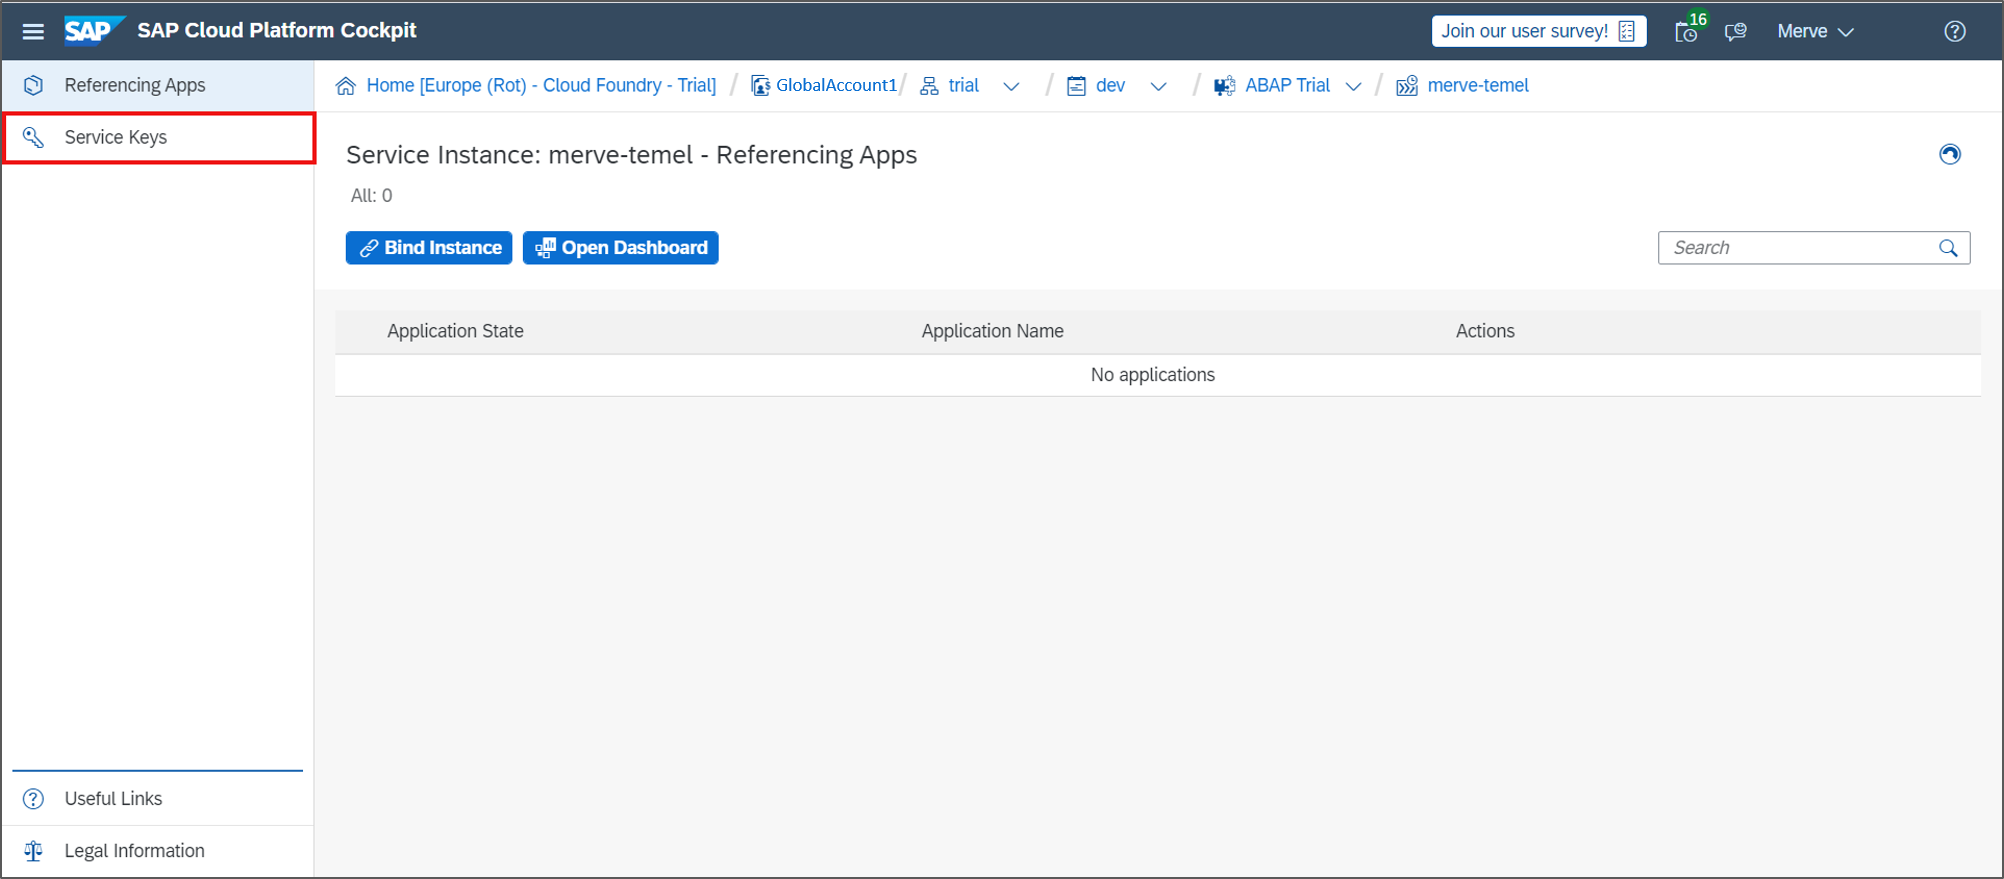 SAP SAP Cloud Platform Cockpit Join our user survey! 16 Merve
Referencing Apps
Service Keys
Home [Europe (Rot) - Cloud Foundry - Trial] / GlobalAccount1 / trial / dev / ABAP Trial / merve-temel
Service Instance: merve-temel - Referencing Apps
All: 0
Bind Instance Open Dashboard Search
Application State Application Name Actions
No applications
Useful Links
Legal Information